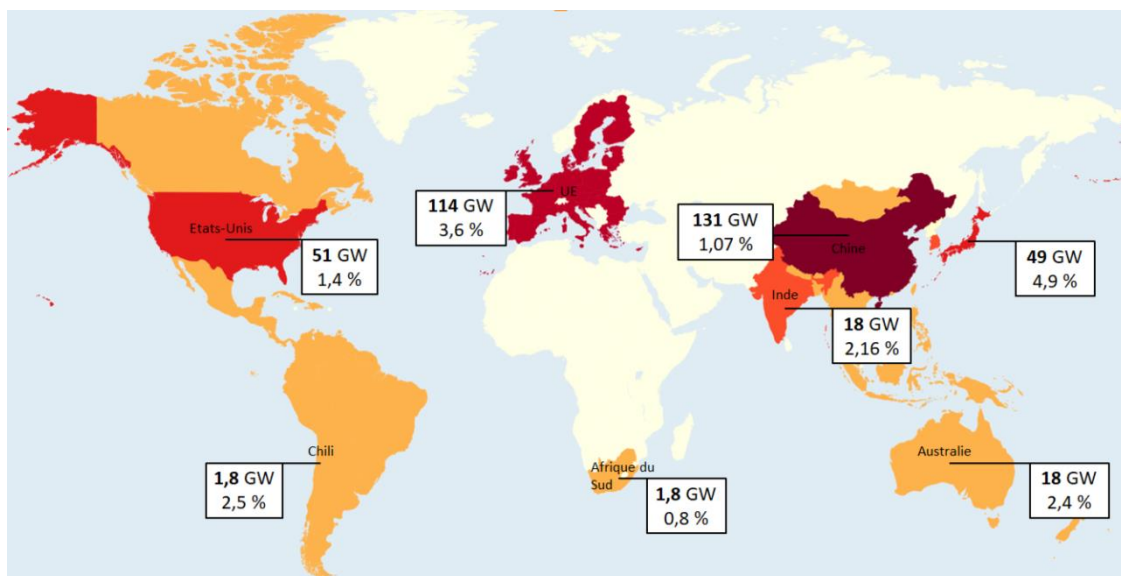 UE
114 GW
3,6 %
Etats-Unis
51 GW
1,4 %
131 GW
1,07 %
Chine
49 GW
4,9 %
Inde
18 GW
2,16 %
Chili
1,8 GW
2,5 %
Afrique du
Sud
1,8 GW
0,8 %
Australie
18 GW
2,4 %